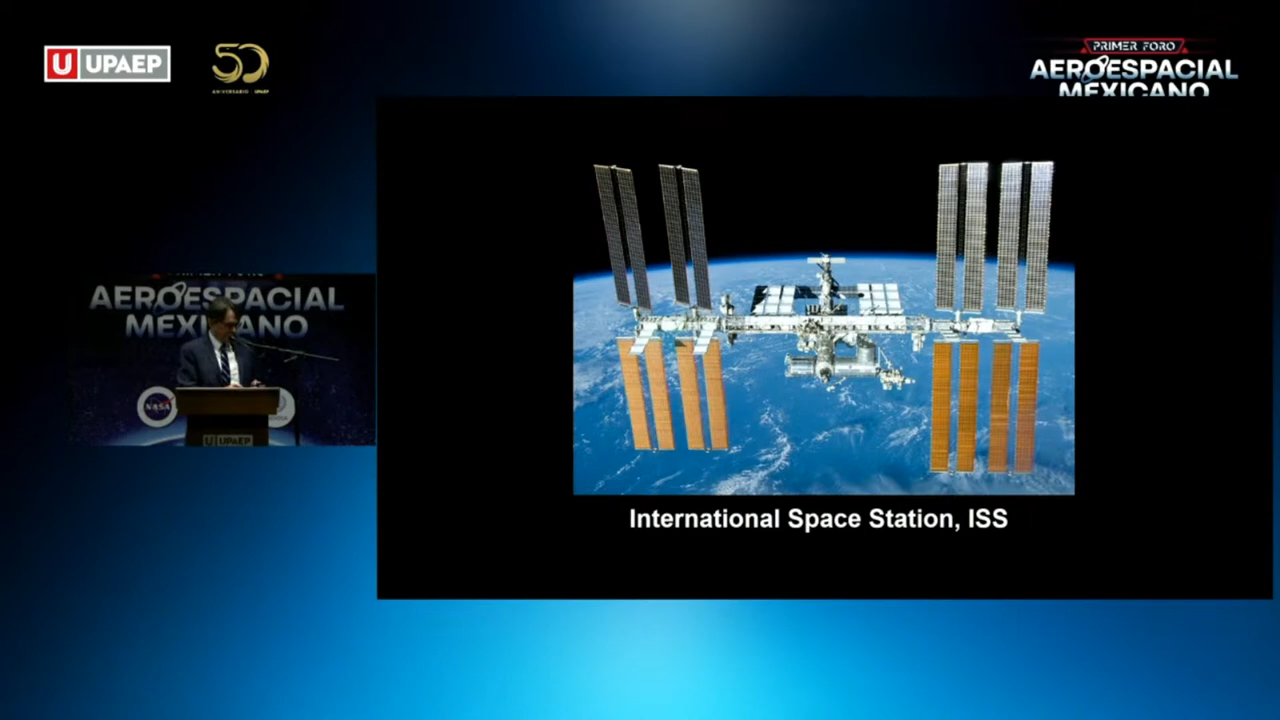 U UPAEP
50
ANIVERSARIO · UPAEP
PRIMER FORO
AEROESPACIAL
MEXICANO
AEROESPACIAL
MEXICANO
NASA
U UPAEP
International Space Station, ISS